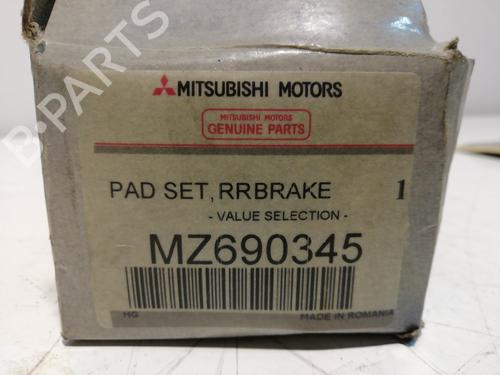 MITSUBISHI MOTORS
MITSUBISHI MOTORS
GENUINE PARTS
PAD SET, RRBRAKE 1
- VALUE SELECTION -
MZ690345
HG MADE IN ROMANIA
B-PARTS